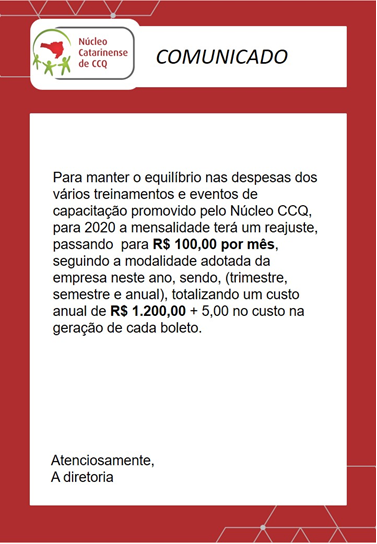 Núcleo
Catarinense
de CCQ
COMUNICADO
Para manter o equilíbrio nas despesas dos
vários treinamentos e eventos de
capacitação promovido pelo Núcleo CCQ,
para 2020 a mensalidade terá um reajuste,
passando para R$ 100,00 por mês,
seguindo a modalidade adotada da
empresa neste ano, sendo, (trimestre,
semestre e anual), totalizando um custo
anual de R$ 1.200,00 + 5,00 no custo na
geração de cada boleto.
Atenciosamente,
A diretoria